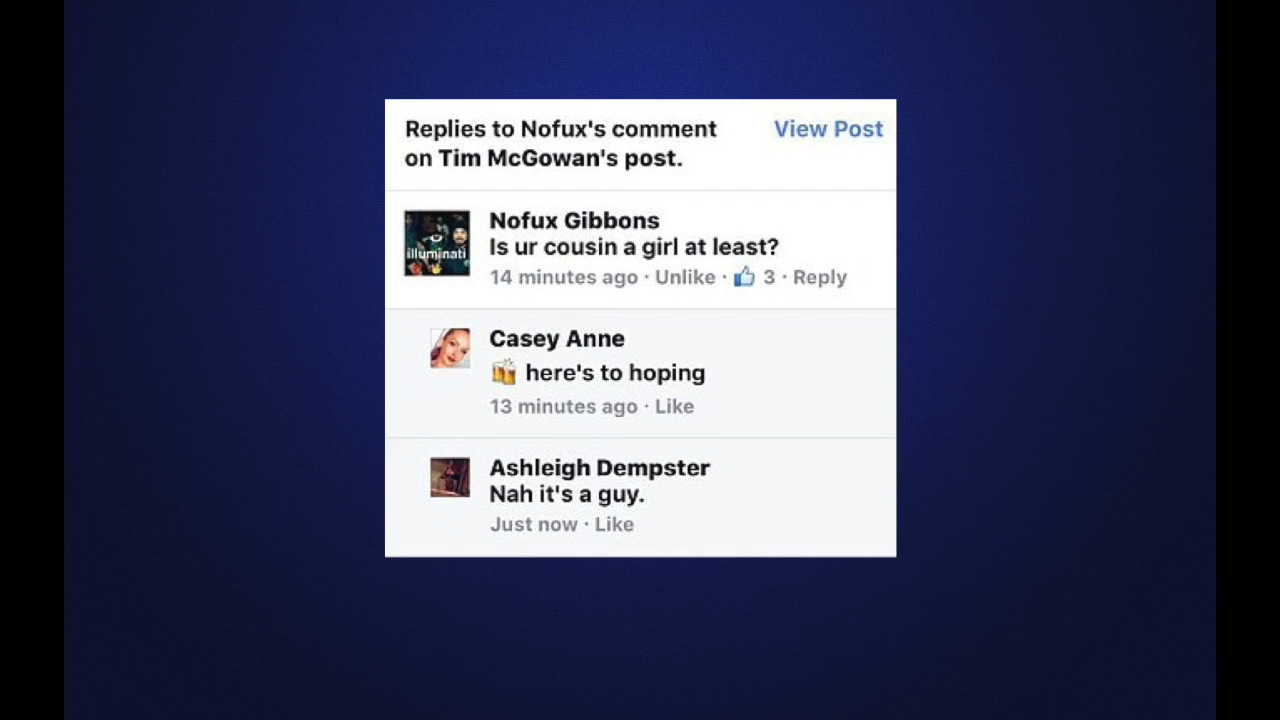 Replies to Nofux's comment
on Tim McGowan's post.
View Post
illuminati
Nofux Gibbons
Is ur cousin a girl at least?
14 minutes ago · Unlike · 👍 3 · Reply
Casey Anne
🍻 here's to hoping
13 minutes ago · Like
Ashleigh Dempster
Nah it's a guy.
Just now · Like